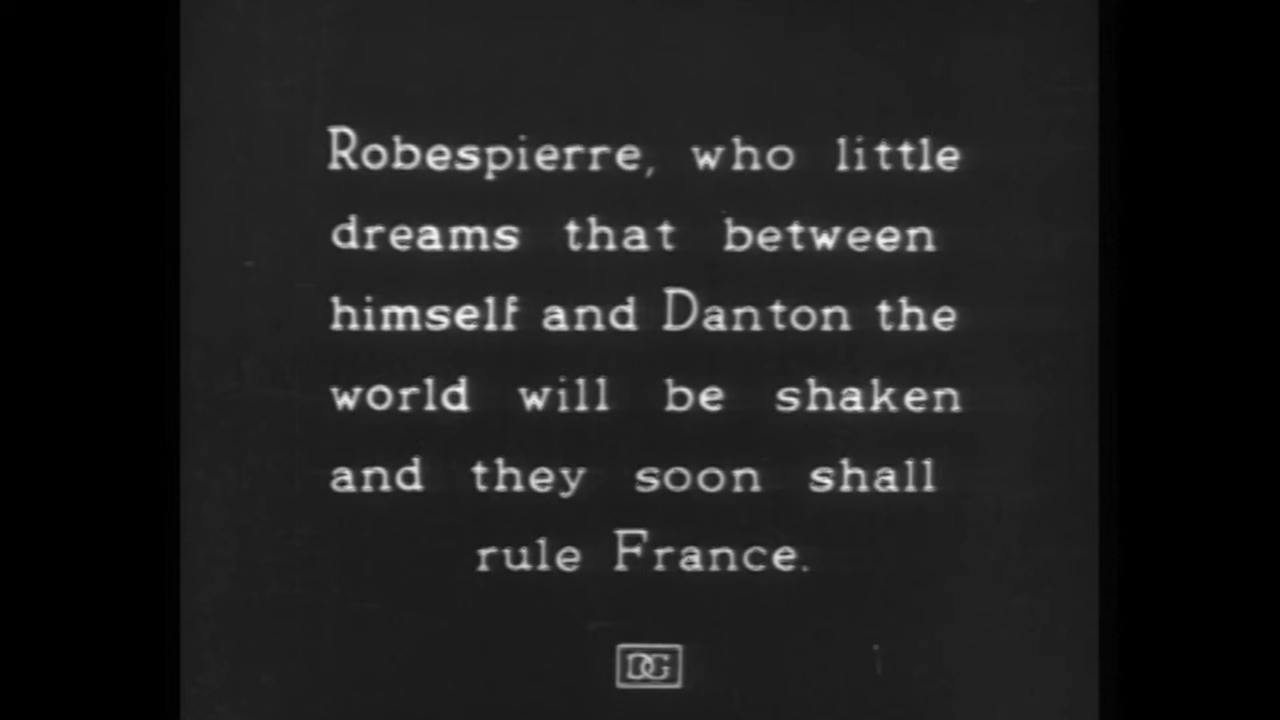 Robespierre, who little
dreams that between
himself and Danton the
world will be shaken
and they soon shall
rule France.
DG